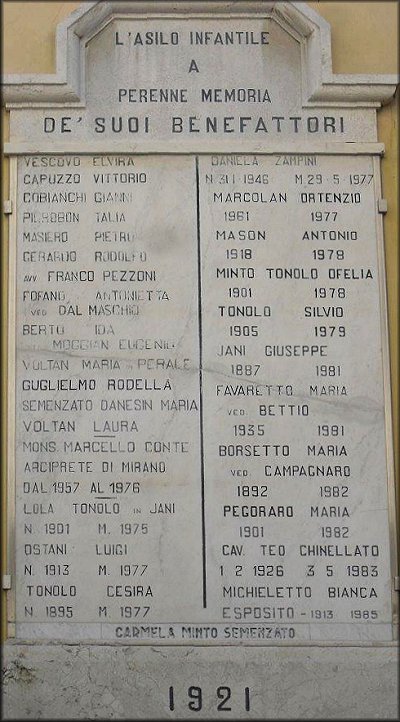 L'ASILO INFANTILE
A
PERENNE MEMORIA
DE' SUOI BENEFATTORI
VESCOVO ELVIRA
CAPUZZO VITTORIO
COBIANCHI GIANNI
PIEROBON TALIA
MASIERO PIETRO
GERARDO RODOLFO
AVV FRANCO PEZZONI
FOFANO ANTONIETTA
VED DAL MASCHIO
BERTO IDA
MOGGIAN EUGENIO
VOLTAN MARIA IN PERALE
GUGLIELMO RODELLA
SEMENZATO DANESIN MARIA
VOLTAN LAURA
MONS. MARCELLO CONTE
ARCIPRETE DI MIRANO
DAL 1957 AL 1976
LOLA TONOLO IN JANI
N. 1901 M. 1975
OSTANI LUIGI
N. 1913 M. 1977
TONOLO CESIRA
N. 1895 M. 1977
DANIELA ZAMPINI
N. 31 1 1946 M. 29-5-1977
MARCOLAN ORTENZIO
1961 1977
MASON ANTONIO
1918 1978
MINTO TONOLO OFELIA
1901 1978
TONOLO SILVIO
1905 1979
JANI GIUSEPPE
1887 1981
FAVARETTO MARIA
VED. BETTIO
1935 1981
BORSETTO MARIA
VED. CAMPAGNARO
1892 1982
PEGORARO MARIA
1901 1982
CAV. TEO CHINELLATO
1 2 1926 3 5 1983
MICHIELETTO BIANCA
ESPOSITO - 1913 1985
CARMELA MINTO SEMENZATO
1921